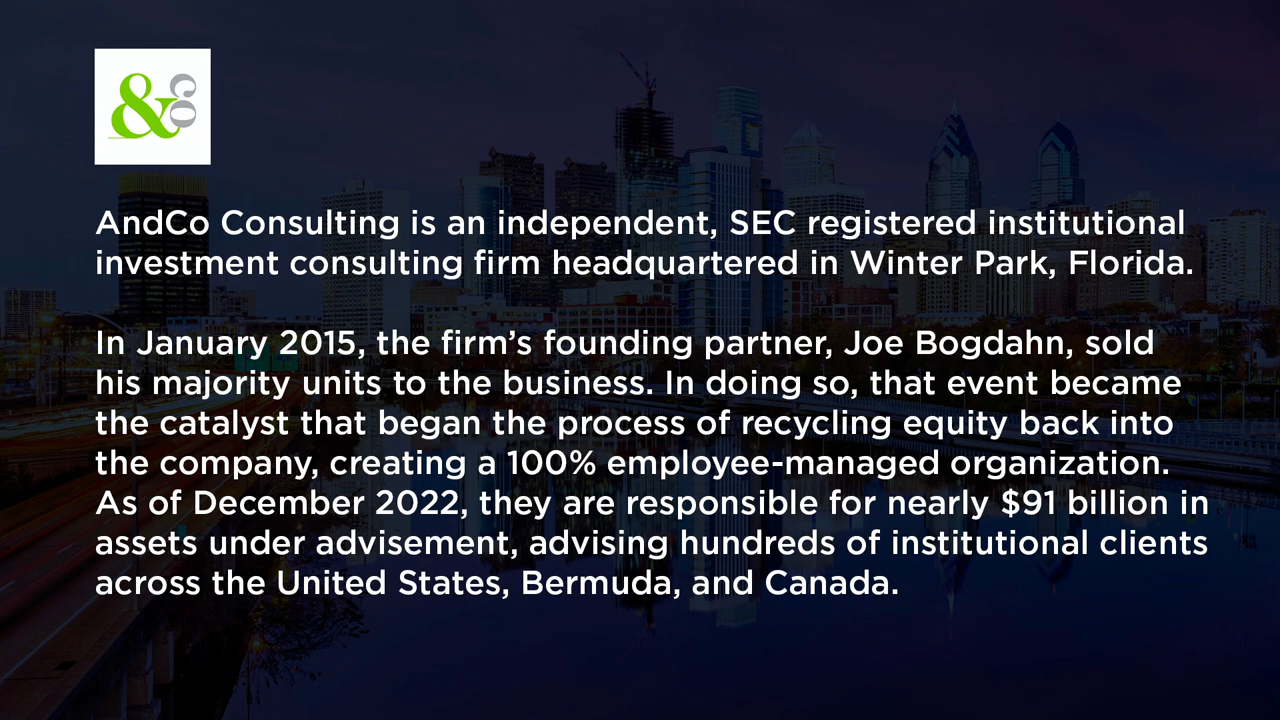 &CO
AndCo Consulting is an independent, SEC registered institutional
investment consulting firm headquartered in Winter Park, Florida.
In January 2015, the firm’s founding partner, Joe Bogdahn, sold
his majority units to the business. In doing so, that event became
the catalyst that began the process of recycling equity back into
the company, creating a 100% employee-managed organization.
As of December 2022, they are responsible for nearly $91 billion in
assets under advisement, advising hundreds of institutional clients
across the United States, Bermuda, and Canada.